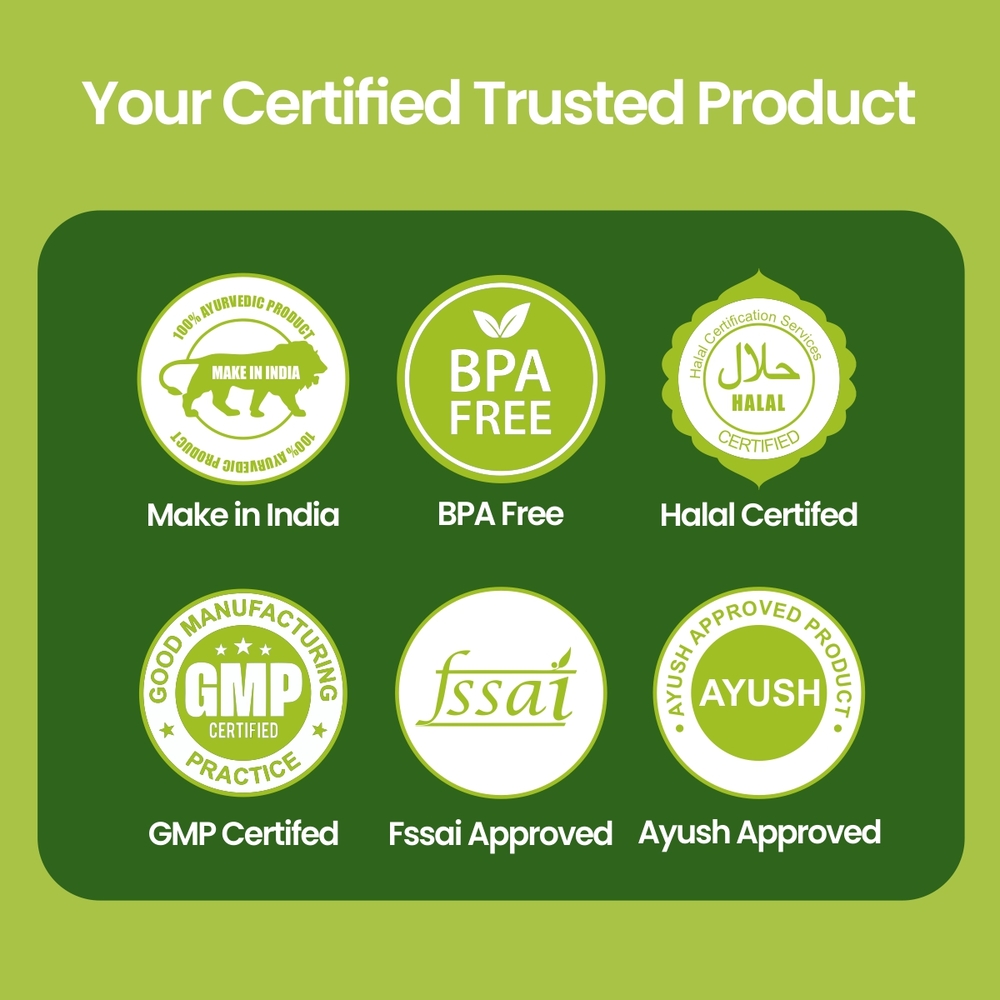 Your Certified Trusted Product
100% AYURVEDIC PRODUCT
MAKE IN INDIA
100% AYURVEDIC PRODUCT
Make in India
BPA
FREE
BPA Free
Halal Certification Services
حلال
HALAL
CERTIFIED
Halal Certifed
GOOD MANUFACTURING
GMP
CERTIFIED
PRACTICE
GMP Certifed
fssai
Fssai Approved
AYUSH APPROVED PRODUCT
AYUSH
Ayush Approved